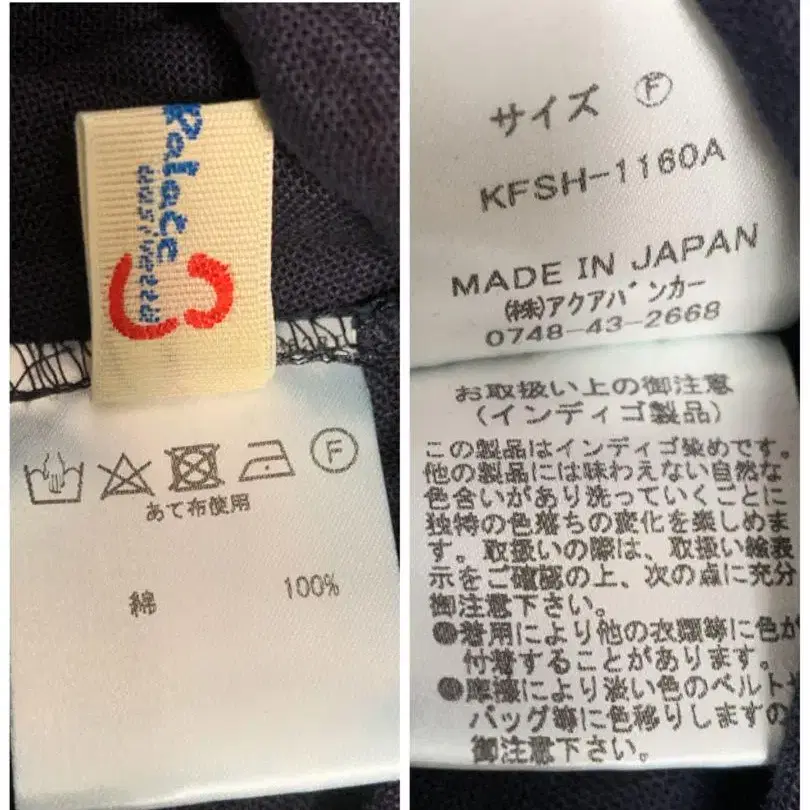 Palette
F
あて布使用
綿 100%
サイズ F
KFSH-1160A
MADE IN JAPAN
(株)アクアバンカー
0748-43-2668
お取扱い上の御注意
(インディゴ製品)
この製品はインディゴ染めです。
他の製品には味わえない自然な
色合いがあり洗っていくごとに
独特の色落ちの変化を楽しめま
す。取扱いの際は、取扱い絵表
示をご確認の上、次の点に充分
御注意下さい。
●着用により他の衣類等に色が
付着することがあります。
●摩擦により淡い色のベルトや
バッグ等に色移りしますの
御注意下さい。